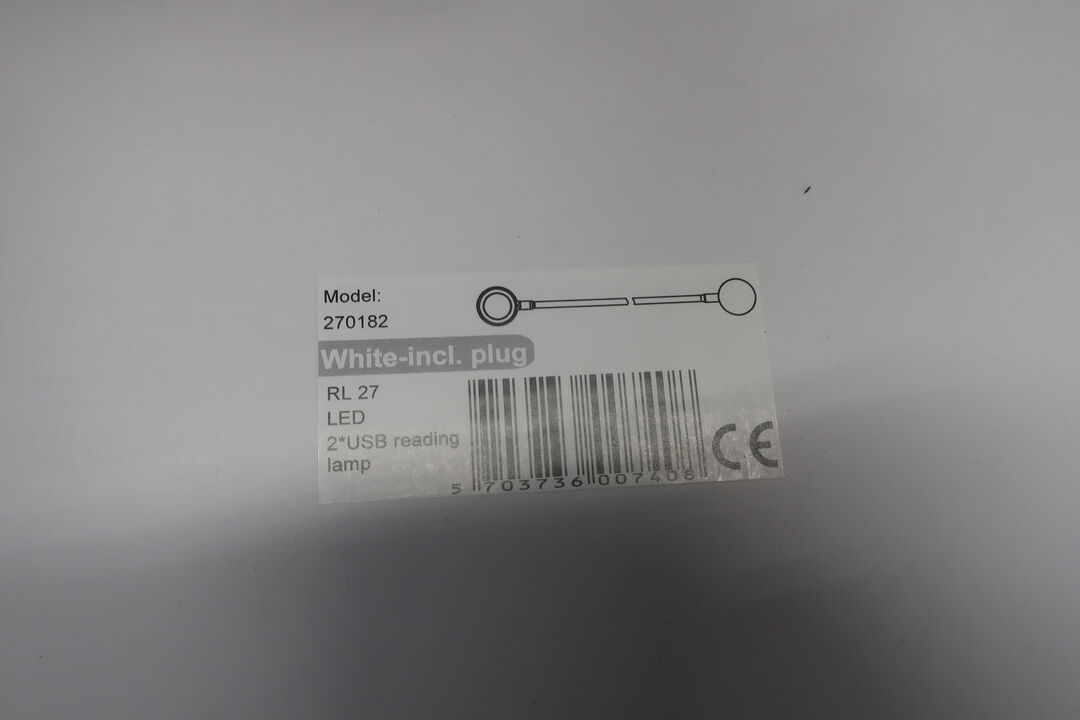 Model:
270182
White-incl. plug
RL 27
LED
2*USB reading
lamp
5 703736 007408
CE